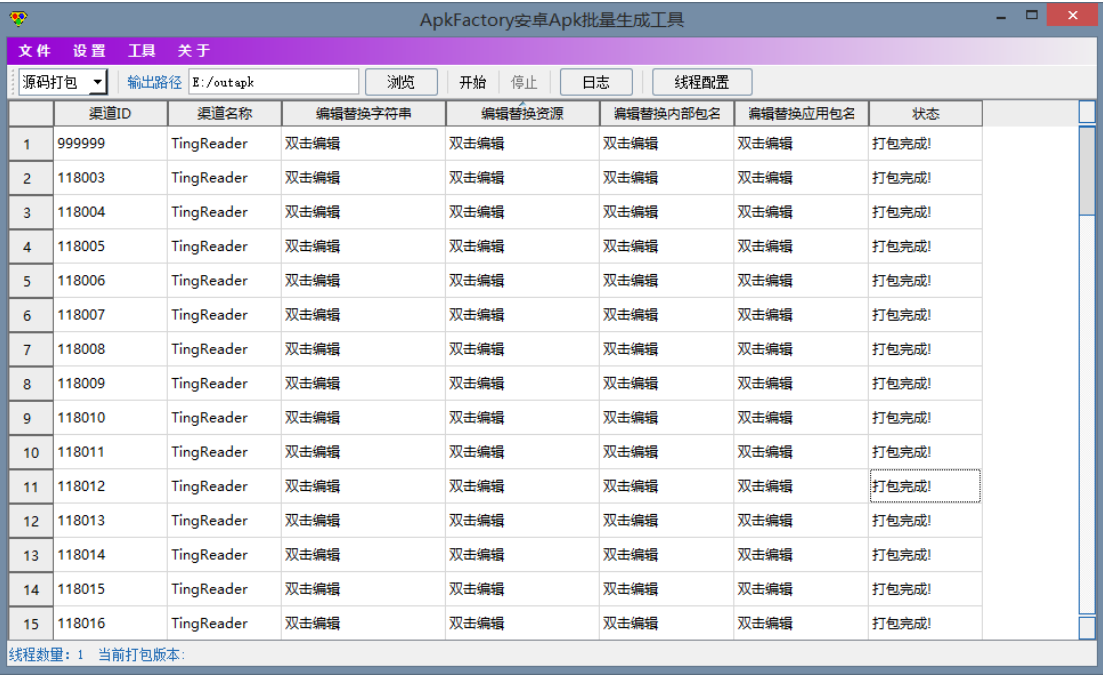 ApkFactory安卓Apk批量生成工具
文件 设置 工具 关于
源码打包 输出路径 E:/outapk 浏览 开始 停止 日志 线程配置
渠道ID 渠道名称 编辑替换字符串 编辑替换资源 编辑替换内部包名 编辑替换应用包名 状态
1 999999 TingReader 双击编辑 双击编辑 双击编辑 双击编辑 打包完成!
2 118003 TingReader 双击编辑 双击编辑 双击编辑 双击编辑 打包完成!
3 118004 TingReader 双击编辑 双击编辑 双击编辑 双击编辑 打包完成!
4 118005 TingReader 双击编辑 双击编辑 双击编辑 双击编辑 打包完成!
5 118006 TingReader 双击编辑 双击编辑 双击编辑 双击编辑 打包完成!
6 118007 TingReader 双击编辑 双击编辑 双击编辑 双击编辑 打包完成!
7 118008 TingReader 双击编辑 双击编辑 双击编辑 双击编辑 打包完成!
8 118009 TingReader 双击编辑 双击编辑 双击编辑 双击编辑 打包完成!
9 118010 TingReader 双击编辑 双击编辑 双击编辑 双击编辑 打包完成!
10 118011 TingReader 双击编辑 双击编辑 双击编辑 双击编辑 打包完成!
11 118012 TingReader 双击编辑 双击编辑 双击编辑 双击编辑 打包完成!
12 118013 TingReader 双击编辑 双击编辑 双击编辑 双击编辑 打包完成!
13 118014 TingReader 双击编辑 双击编辑 双击编辑 双击编辑 打包完成!
14 118015 TingReader 双击编辑 双击编辑 双击编辑 双击编辑 打包完成!
15 118016 TingReader 双击编辑 双击编辑 双击编辑 双击编辑 打包完成!
线程数量: 1 当前打包版本: